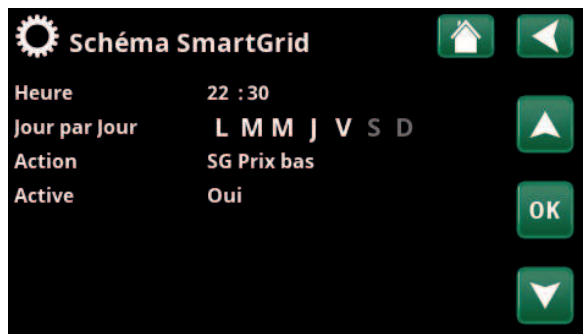 Schéma SmartGrid
Heure 22 :30
Jour par Jour L M M J V S D
Action SG Prix bas
Active Oui
OK